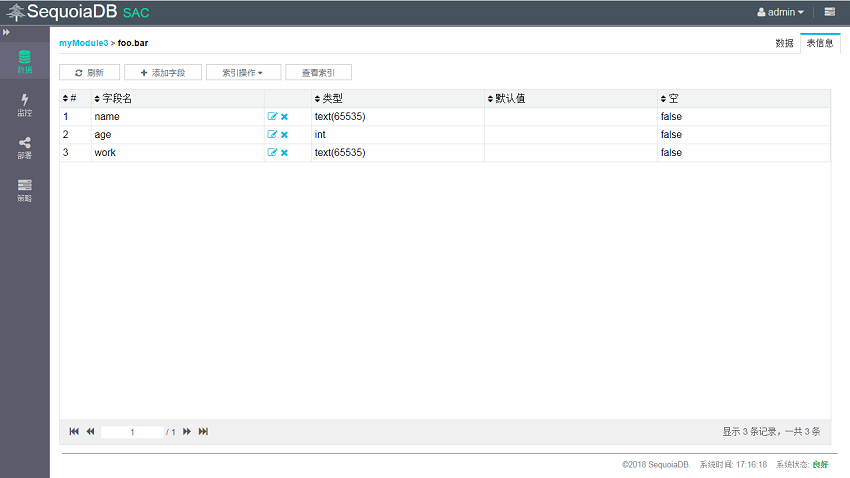 SequoiaDB SAC
admin
myModule3 > foo.bar
数据 表信息
数据
监控
部署
策略
刷新 添加字段 索引操作 查看索引
# 字段名 类型 默认值 空
1 name text(65535) false
2 age int false
3 work text(65535) false
1 / 1 显示 3 条记录，一共 3 条
©2018 SequoiaDB. 系统时间: 17:16:18 系统状态: 良好